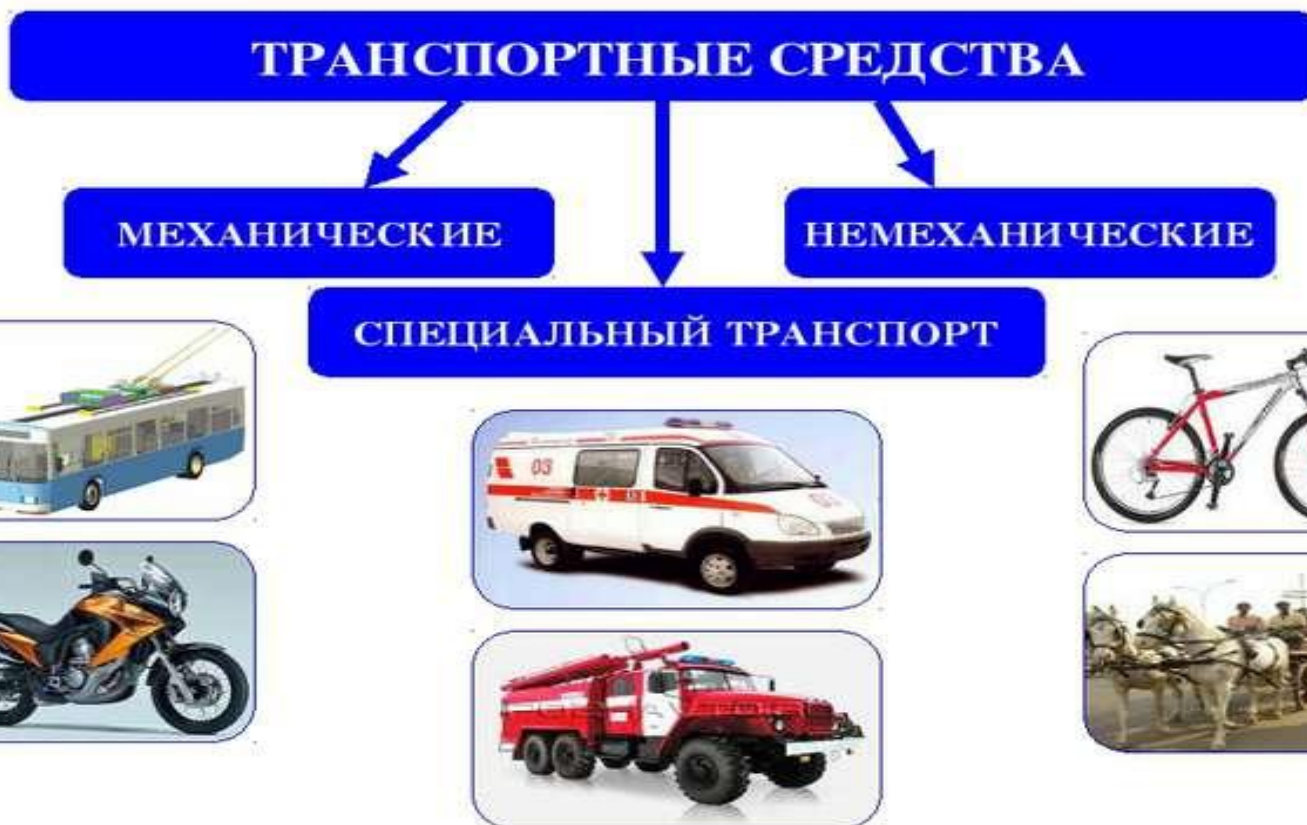 ТРАНСПОРТНЫЕ СРЕДСТВА
МЕХАНИЧЕСКИЕ
НЕМЕХАНИЧЕСКИЕ
СПЕЦИАЛЬНЫЙ ТРАНСПОРТ
03